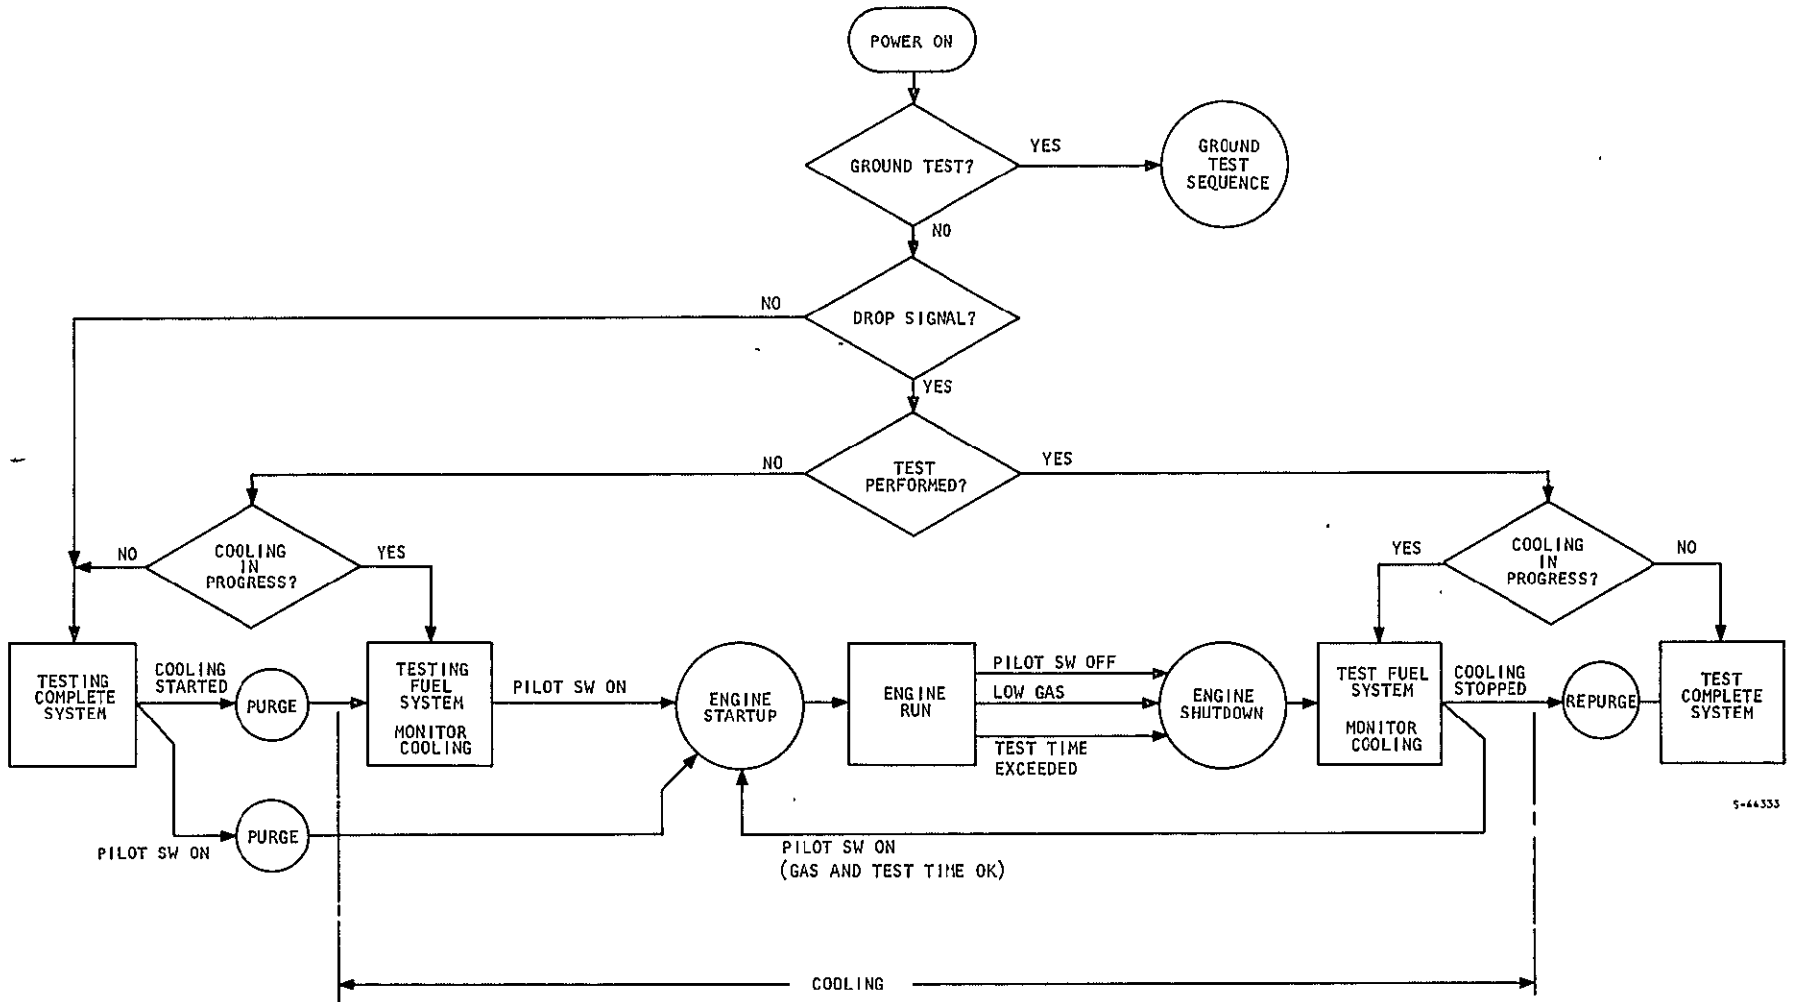 POWER ON
GROUND TEST?
YES
GROUND
TEST
SEQUENCE
NO
DROP SIGNAL?
NO
YES
TEST
PERFORMED?
NO
YES
COOLING
IN
PROGRESS?
NO
YES
COOLING
IN
PROGRESS?
YES
NO
TESTING
COMPLETE
SYSTEM
COOLING
STARTED
PURGE
TESTING
FUEL
SYSTEM
MONITOR
COOLING
PILOT SW ON
ENGINE
STARTUP
ENGINE
RUN
PILOT SW OFF
LOW GAS
TEST TIME
EXCEEDED
ENGINE
SHUTDOWN
TEST FUEL
SYSTEM
MONITOR
COOLING
COOLING
STOPPED
REPURGE
TEST
COMPLETE
SYSTEM
S-44333
PILOT SW ON
PURGE
PILOT SW ON
(GAS AND TEST TIME OK)
COOLING